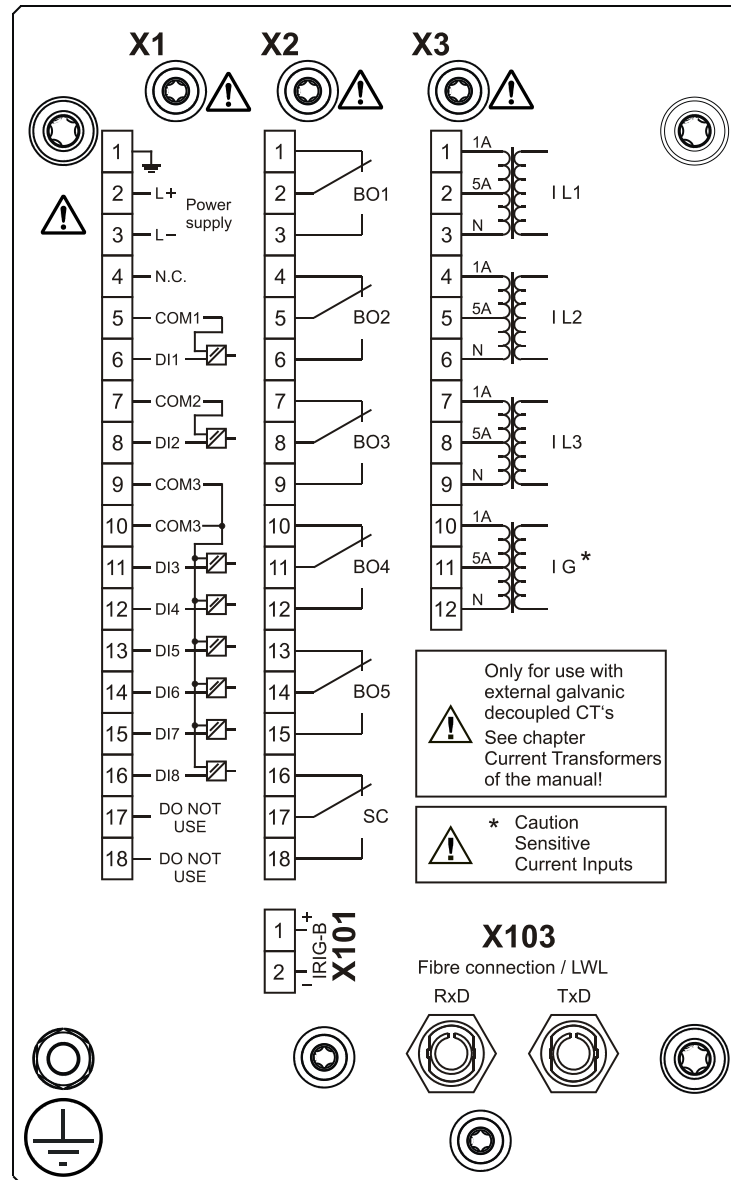 X1 X2 X3
1
2 L+
3 L−
Power
supply
4 N.C.
5 COM1
6 DI1
7 COM2
8 DI2
9 COM3
10 COM3
11 DI3
12 DI4
13 DI5
14 DI6
15 DI7
16 DI8
17 DO NOT
USE
18 DO NOT
USE
1
2 BO1
3
4
5 BO2
6
7
8 BO3
9
10
11 BO4
12
13
14 BO5
15
16
17 SC
18
1 1A
2 5A I L1
3 N
4 1A
5 5A I L2
6 N
7 1A
8 5A I L3
9 N
10 1A
11 5A I G *
12 N
Only for use with
external galvanic
decoupled CT‘s
See chapter
Current Transformers
of the manual!
* Caution
Sensitive
Current Inputs
1 +
2 −
IRIG-B
X101
X103
Fibre connection / LWL
RxD TxD